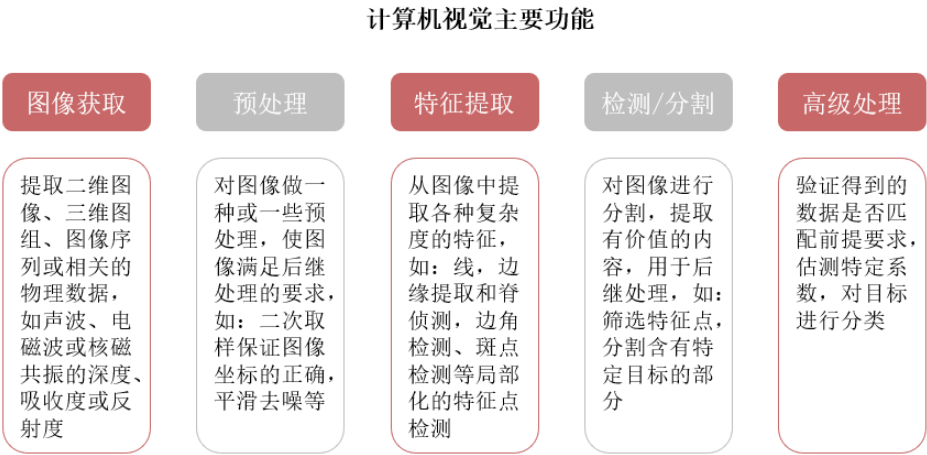 计算机视觉主要功能
图像获取
预处理
特征提取
检测/分割
高级处理
提取二维图
像、三维图
组、图像序
列或相关的
物理数据，
如声波、电
磁波或核磁
共振的深度、
吸收度或反
射度
对图像做一
种或一些预
处理，使图
像满足后继
处理的要求，
如：二次取
样保证图像
坐标的正确，
平滑去噪等
从图像中提
取各种复杂
度的特征，
如：线，边
缘提取和脊
侦测，边角
检测、斑点
检测等局部
化的特征点
检测
对图像进行
分割，提取
有价值的内
容，用于后
继处理，如：
筛选特征点，
分割含有特
定目标的部
分
验证得到的
数据是否匹
配前提要求，
估测特定系
数，对目标
进行分类